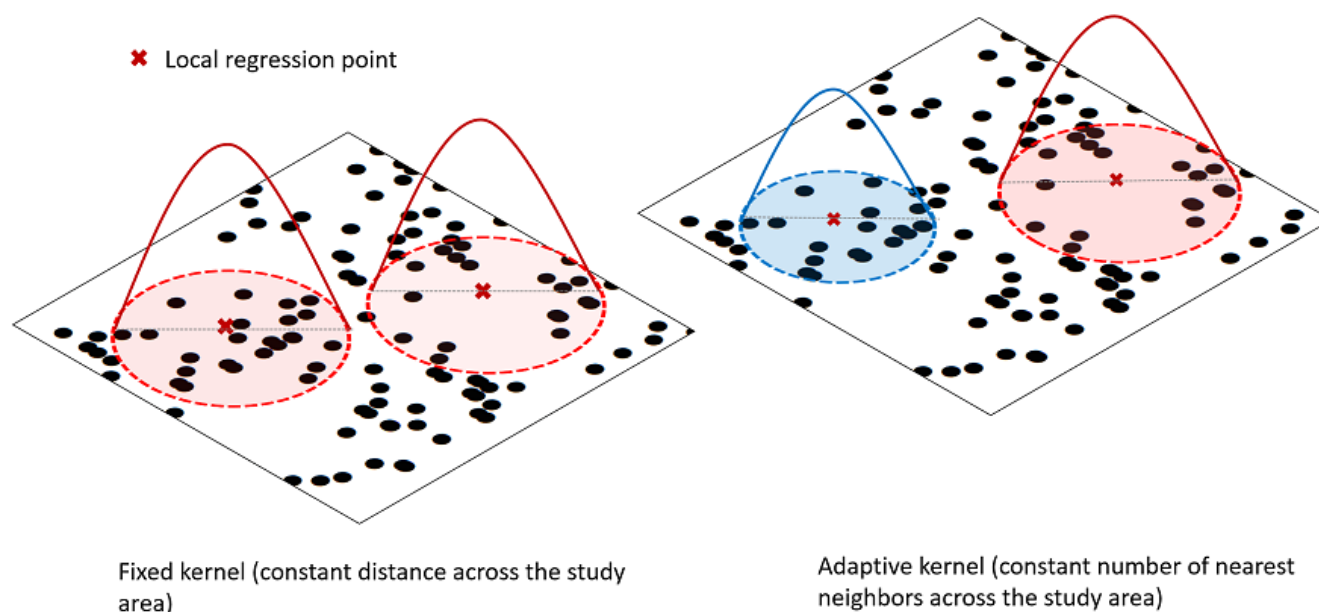 Local regression point
Fixed kernel (constant distance across the study
area)
Adaptive kernel (constant number of nearest
neighbors across the study area)